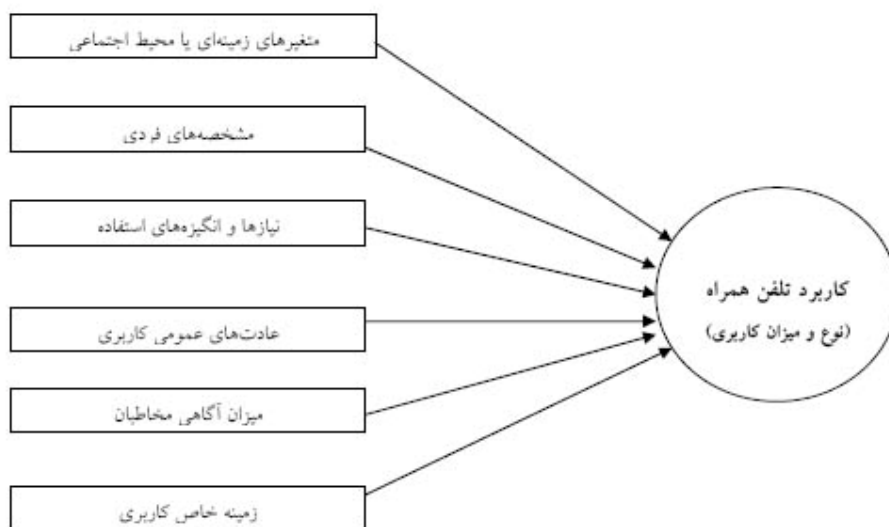 متغیرهای زمینه‌ای یا محیط اجتماعی
مشخصه‌های فردی
نیازها و انگیزه‌های استفاده
عادت‌های عمومی کاربری
میزان آگاهی مخاطبان
زمینه خاص کاربری
کاربرد تلفن همراه
(نوع و میزان کاربری)